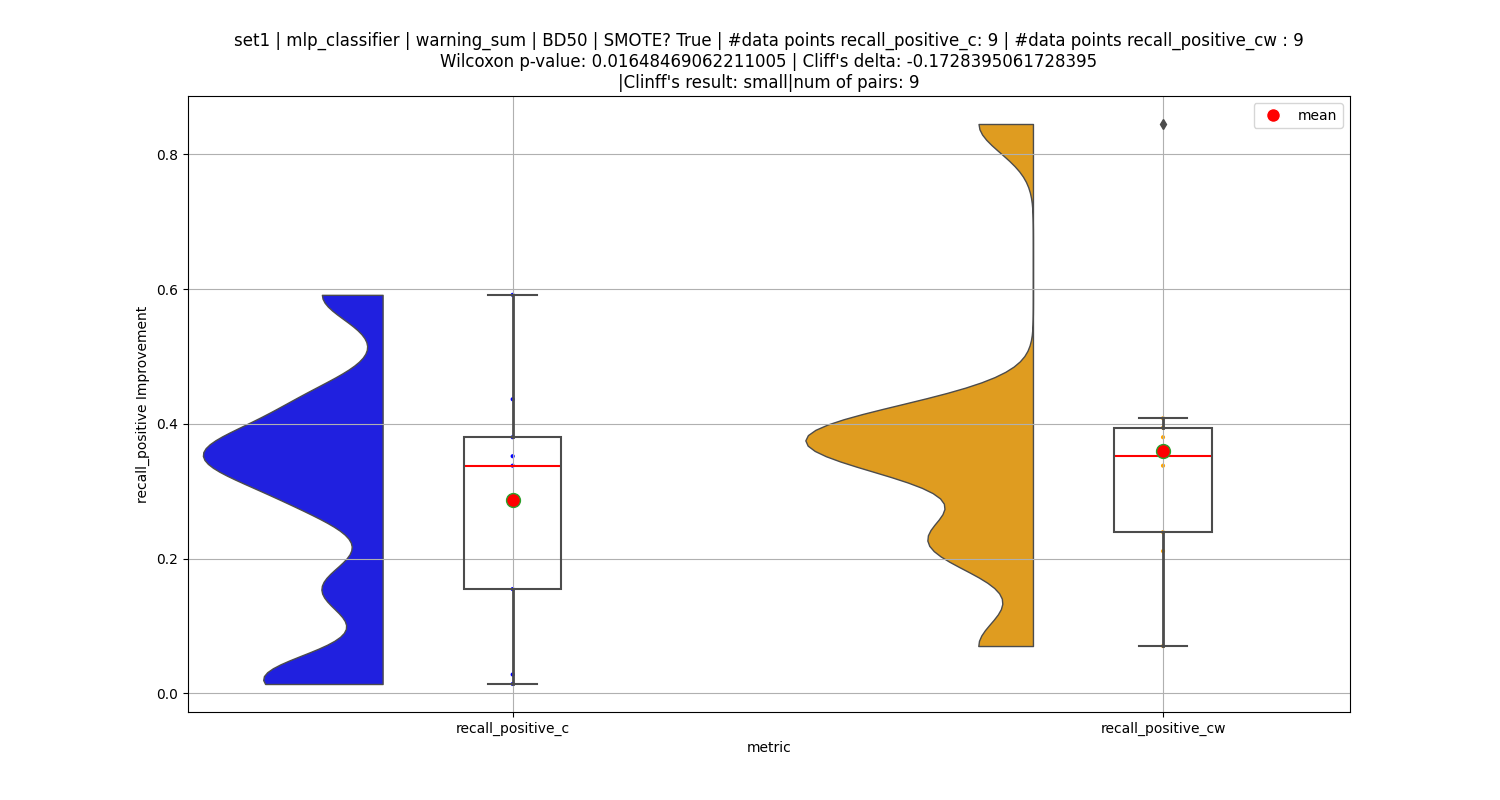 set1 | mlp_classifier | warning_sum | BD50 | SMOTE? True | #data points recall_positive_c: 9 | #data points recall_positive_cw : 9
Wilcoxon p-value: 0.01648469062211005 | Cliff's delta: -0.1728395061728395
|Clinff's result: small|num of pairs: 9
mean
recall_positive Improvement
0.8
0.6
0.4
0.2
0.0
recall_positive_c
recall_positive_cw
metric